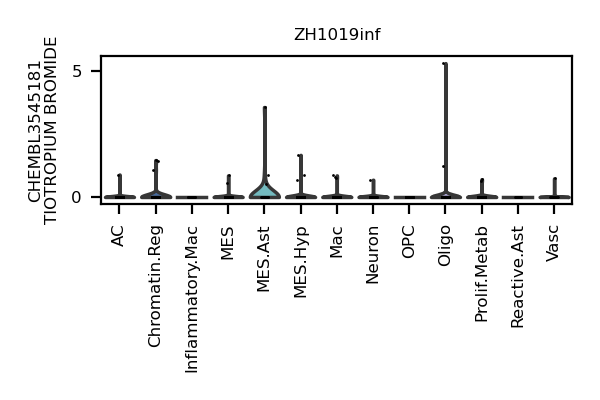 ZH1019inf
CHEMBL3545181
TIOTROPIUM BROMIDE
5
0
AC
Chromatin.Reg
Inflammatory.Mac
MES
MES.Ast
MES.Hyp
Mac
Neuron
OPC
Oligo
Prolif.Metab
Reactive.Ast
Vasc